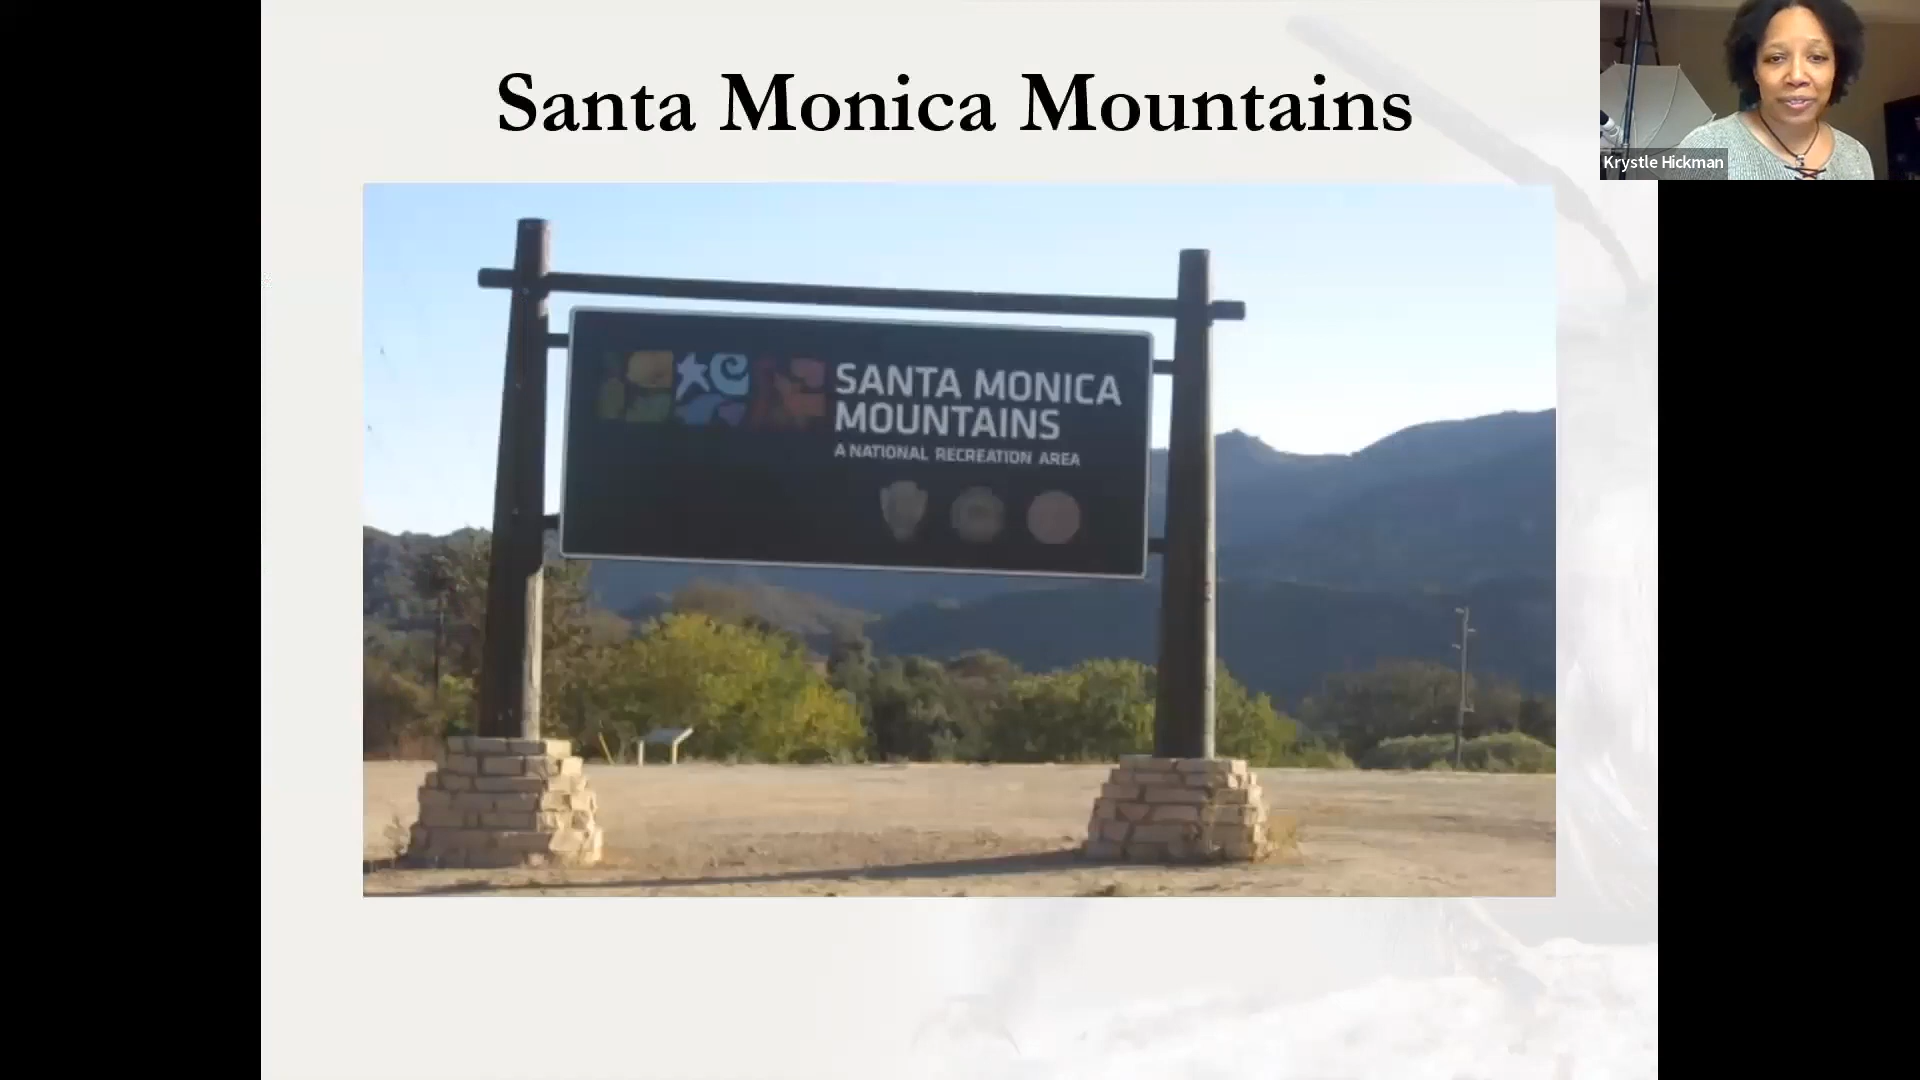 Santa Monica Mountains
Krystle Hickman
SANTA MONICA
MOUNTAINS
A NATIONAL RECREATION AREA